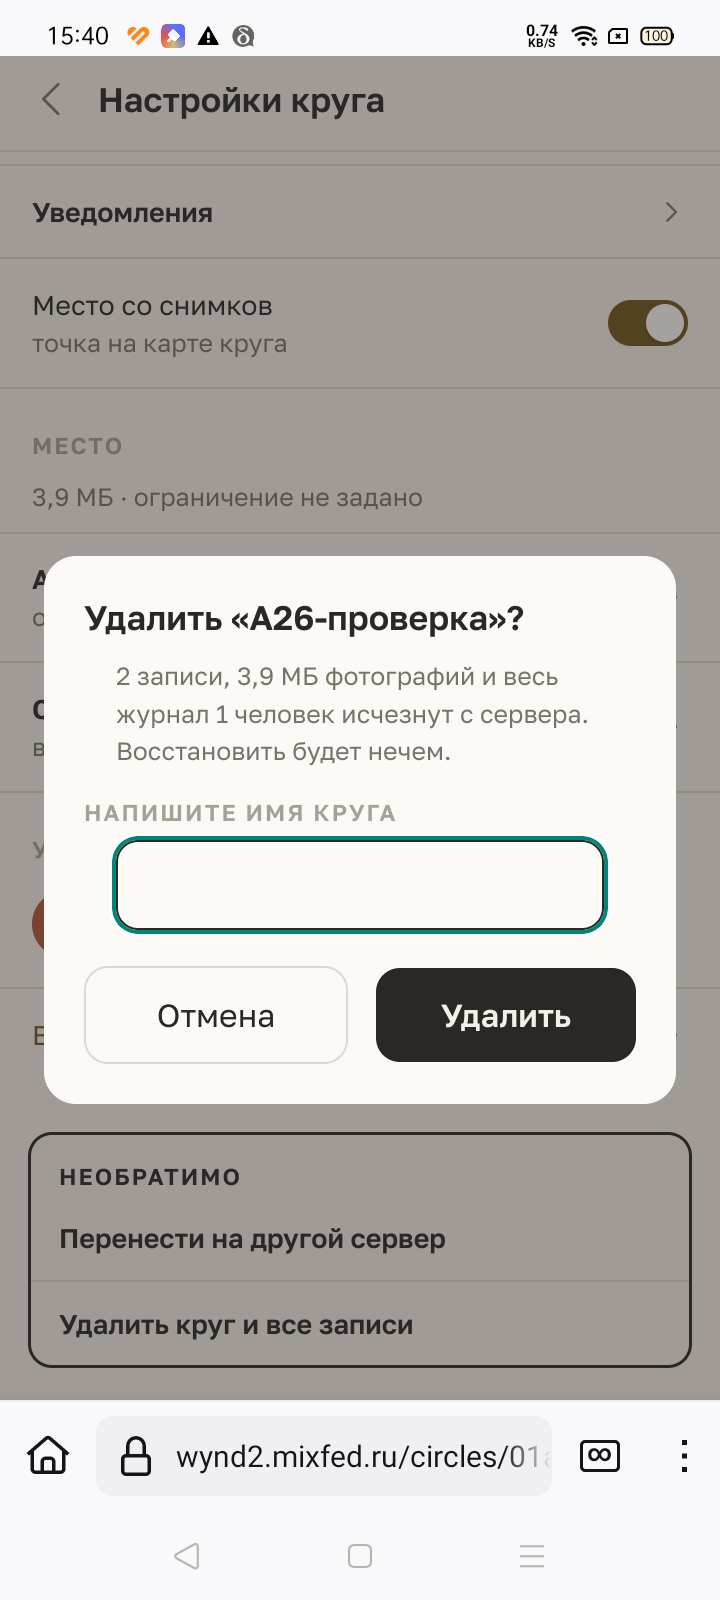 15:40
0.74
KB/S
100
Настройки круга
Уведомления
Место со снимков
точка на карте круга
МЕСТО
3,9 МБ · ограничение не задано
Удалить «А26-проверка»?
2 записи, 3,9 МБ фотографий и весь
журнал 1 человек исчезнут с сервера.
Восстановить будет нечем.
НАПИШИТЕ ИМЯ КРУГА
Отмена
Удалить
НЕОБРАТИМО
Перенести на другой сервер
Удалить круг и все записи
wynd2.mixfed.ru/circles/01